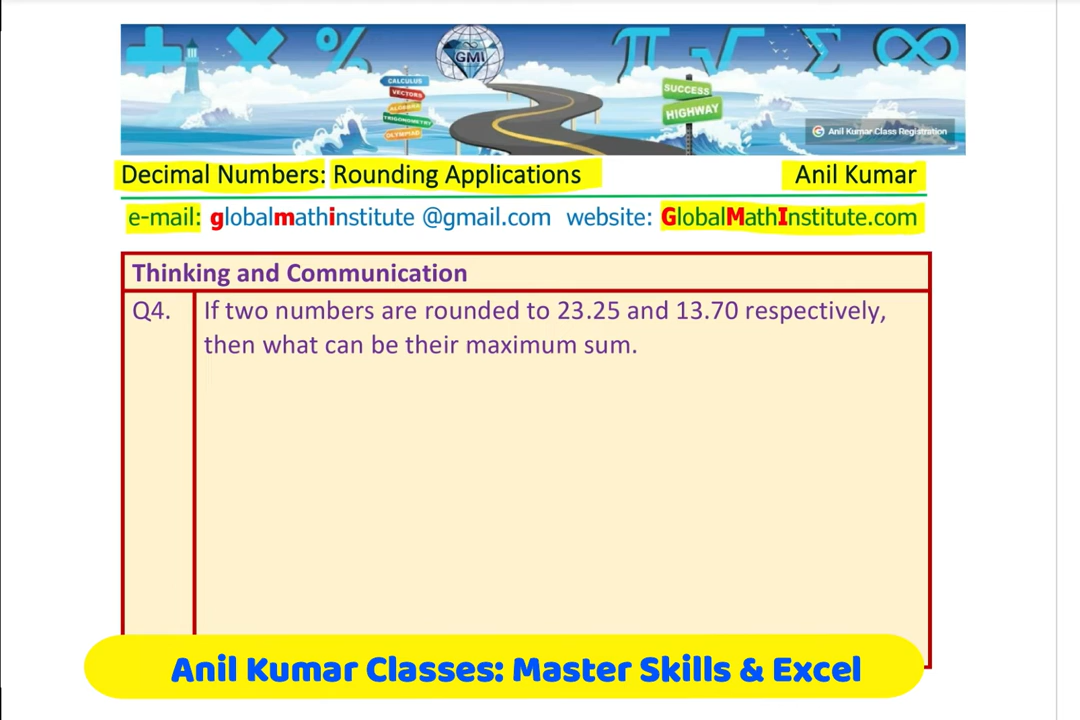 GMI
CALCULUS
VECTORS
ALGEBRA
TRIGONOMETRY
OLYMPIAD
SUCCESS
HIGHWAY
Anil Kumar Class Registration
Decimal Numbers: Rounding Applications Anil Kumar
e-mail: globalmathinstitute @gmail.com website: GlobalMathInstitute.com
Thinking and Communication
Q4. If two numbers are rounded to 23.25 and 13.70 respectively,
then what can be their maximum sum.
Anil Kumar Classes: Master Skills & Excel